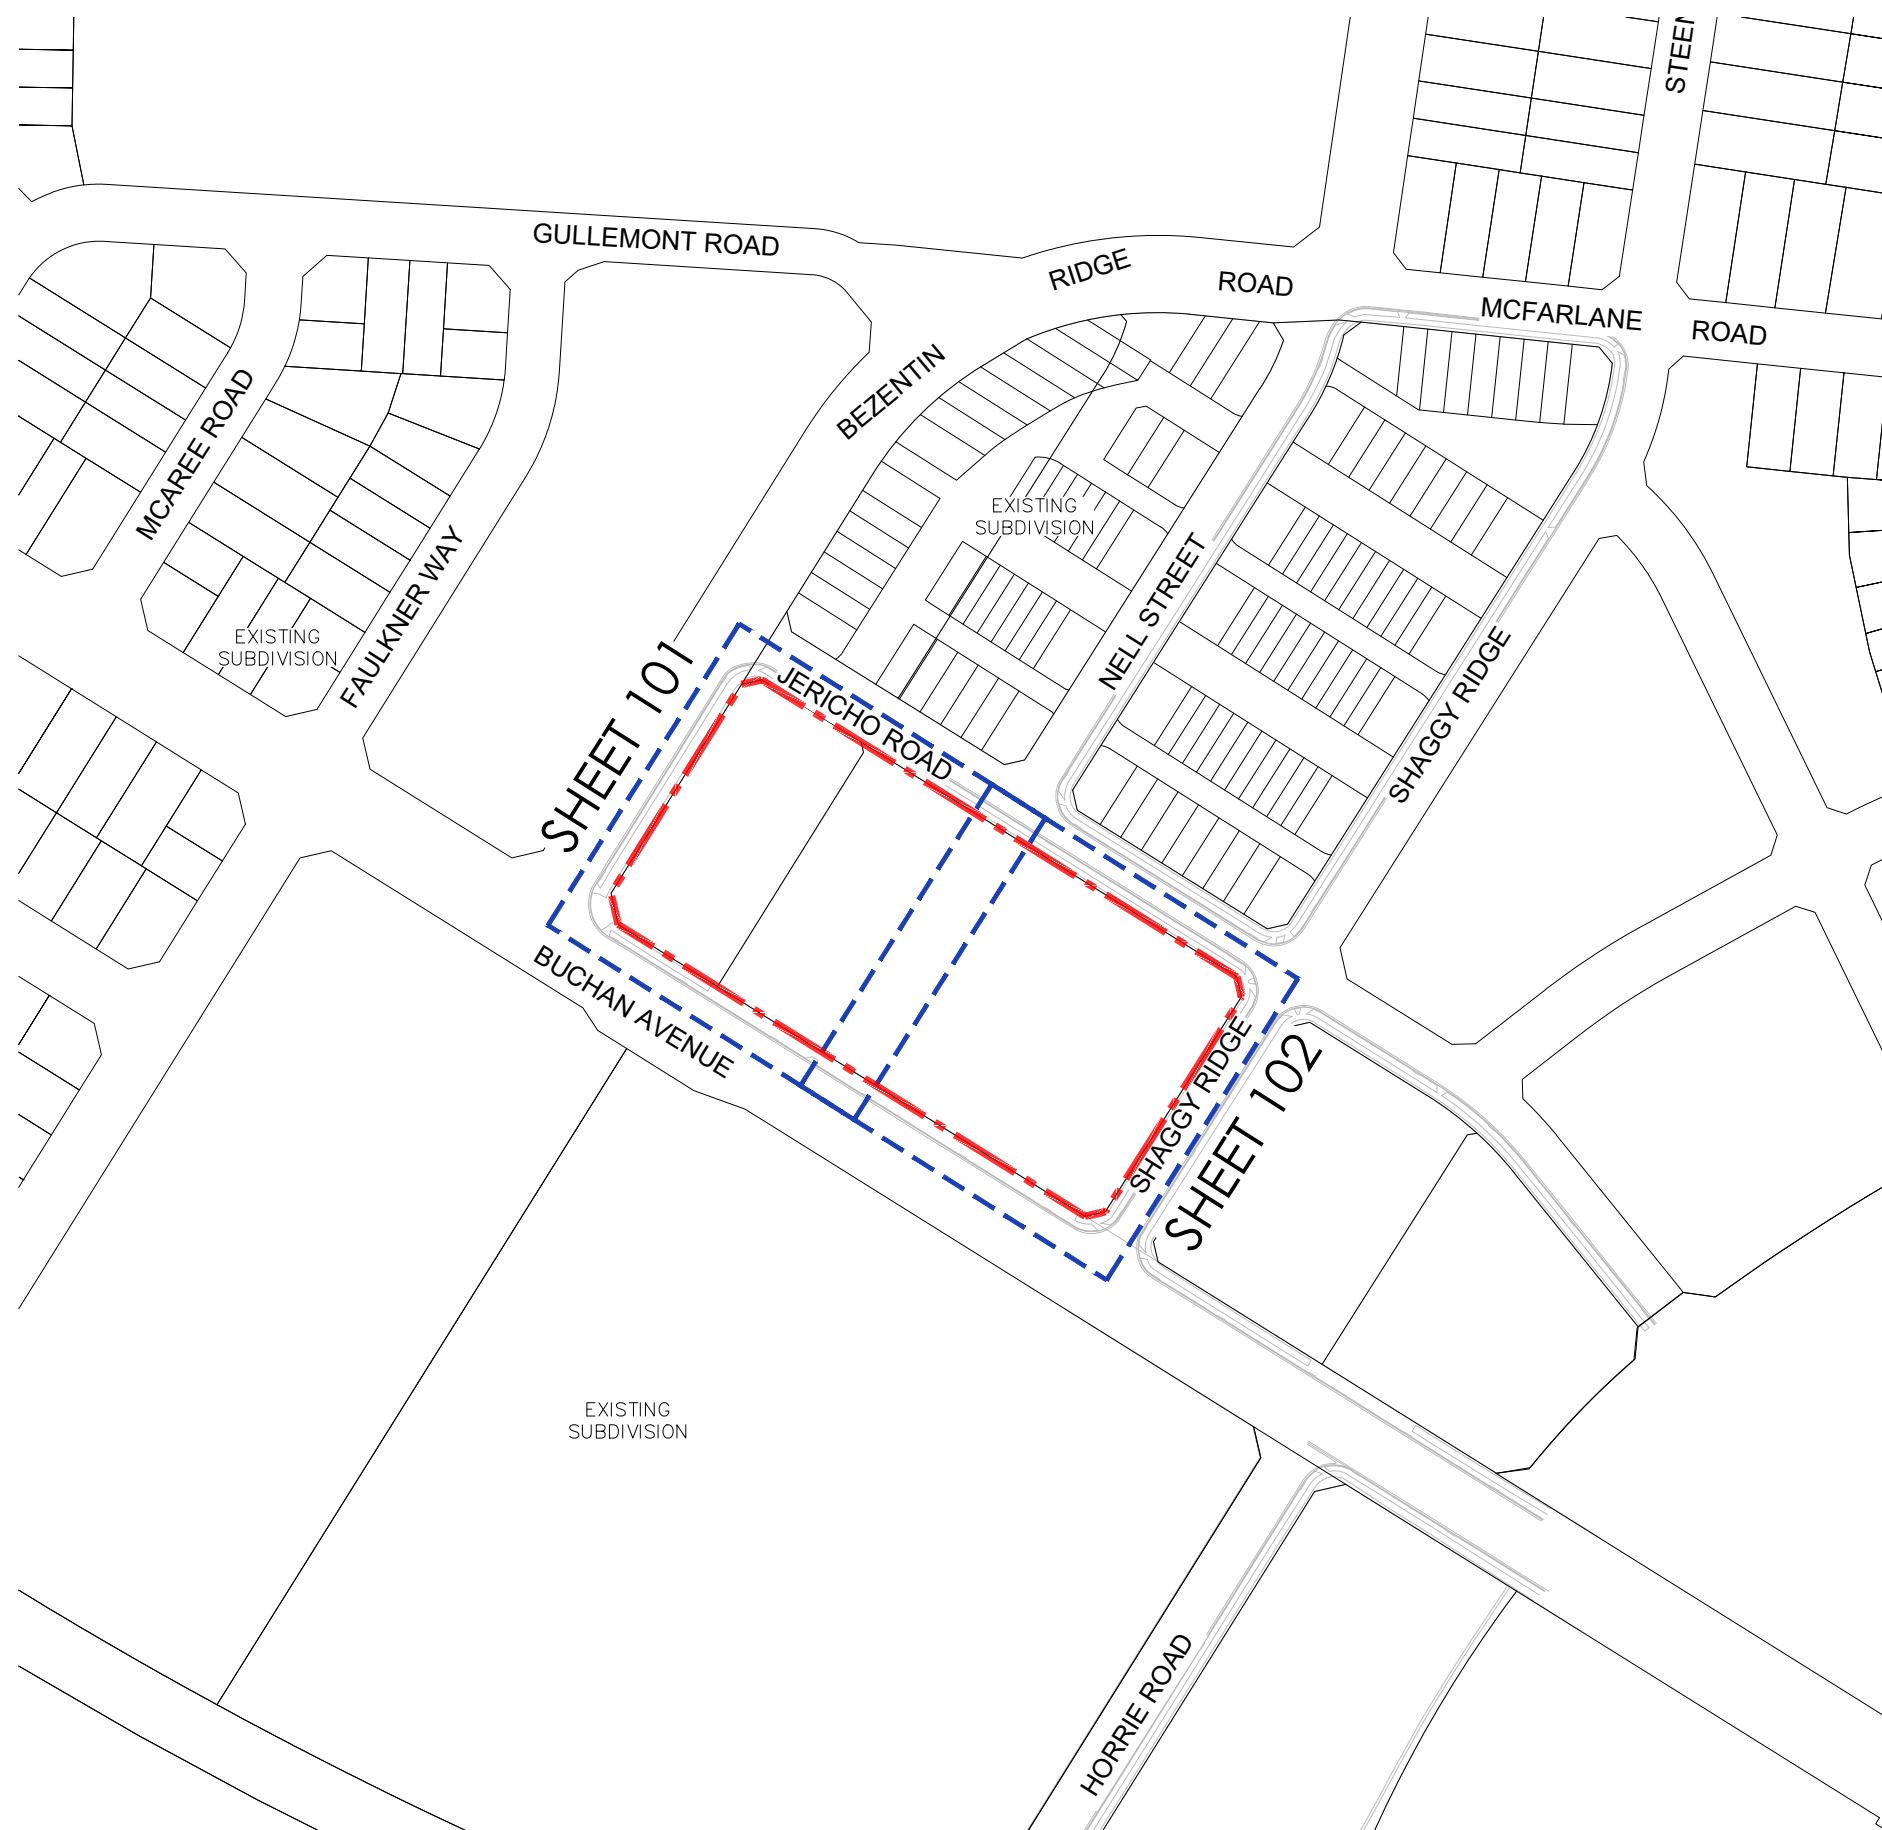 STEEN
GULLEMONT ROAD
RIDGE
ROAD
MCFARLANE
ROAD
BEZENTIN
MCAREE ROAD
EXISTING
SUBDIVISION
FAULKNER WAY
NELL STREET
EXISTING
SUBDIVISION
SHAGGY RIDGE
SHEET 101
JERICHO ROAD
BUCHAN AVENUE
SHAGGY RIDGE
SHEET 102
EXISTING
SUBDIVISION
HORRIE ROAD